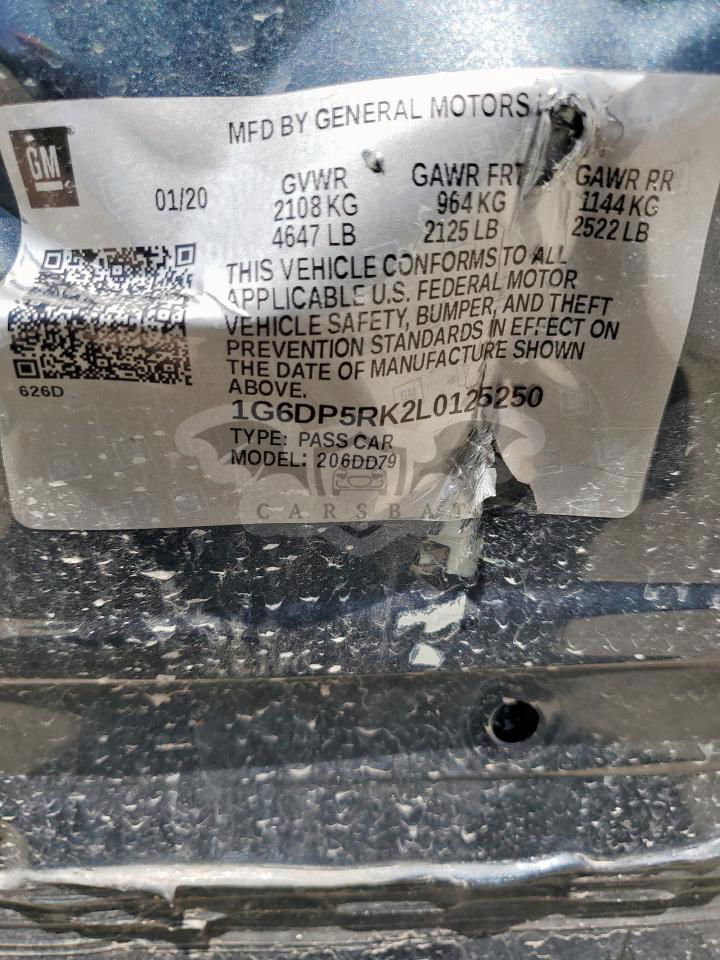 GM
MFD BY GENERAL MOTORS
01/20
GVWR GAWR FRT GAWR RR
2108 KG 964 KG 1144 KG
4647 LB 2125 LB 2522 LB
THIS VEHICLE CONFORMS TO ALL
APPLICABLE U.S. FEDERAL MOTOR
VEHICLE SAFETY, BUMPER, AND THEFT
PREVENTION STANDARDS IN EFFECT ON
THE DATE OF MANUFACTURE SHOWN
ABOVE.
626D
1G6DP5RK2L0125250
TYPE: PASS CAR
MODEL: 206DD79
CARSBAT